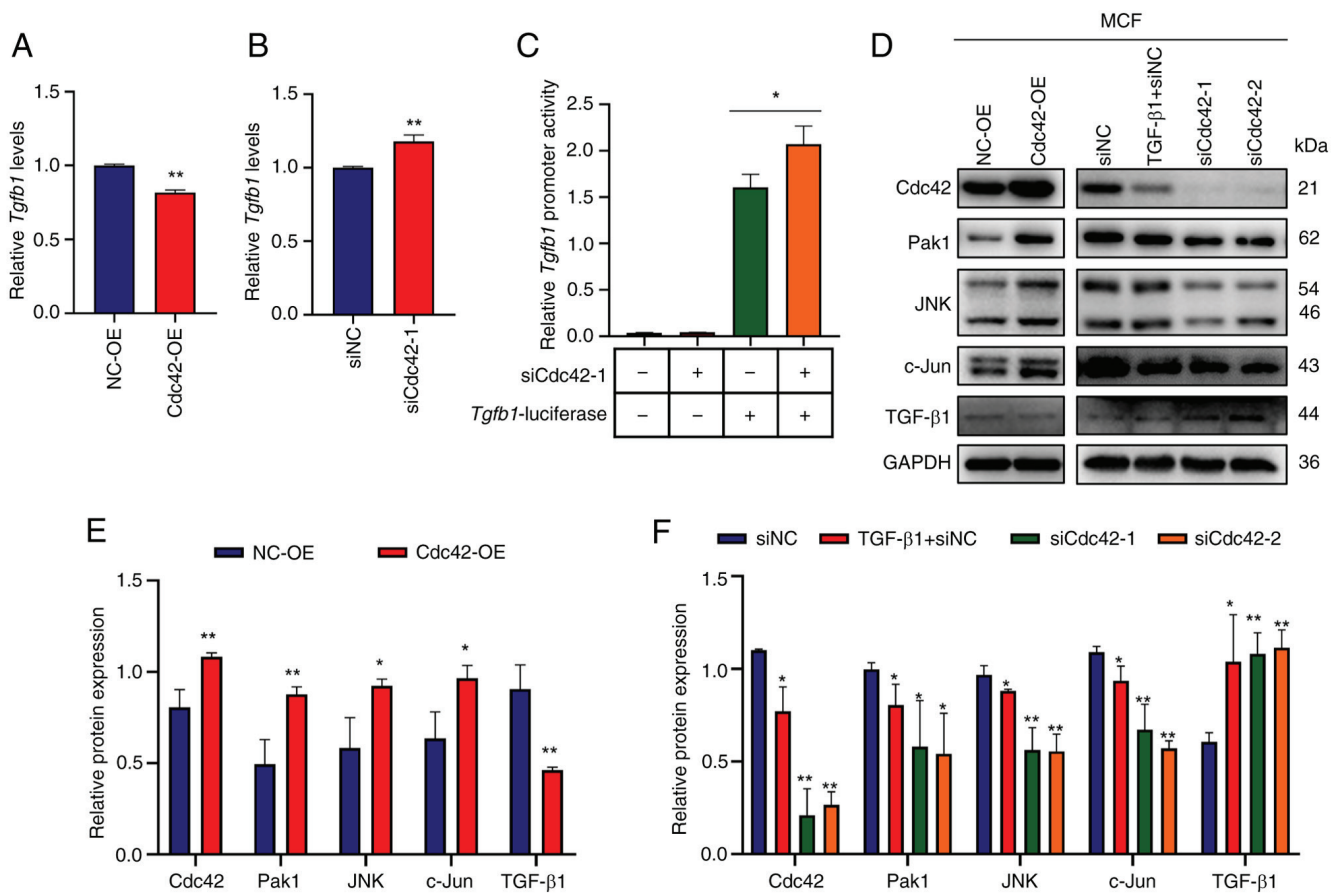 A
Relative Tgfb1 levels
1.5
1.0
0.5
0.0
**
NC-OE
Cdc42-OE
B
Relative Tgfb1 levels
1.5
1.0
0.5
0.0
**
siNC
siCdc42-1
C
Relative Tgfb1 promoter activity
2.5
2.0
1.5
1.0
0.5
0.0
*
siCdc42-1 – + – +
Tgfb1-luciferase – – + +
D
MCF
NC-OE
Cdc42-OE
siNC
TGF-β1+siNC
siCdc42-1
siCdc42-2
kDa
Cdc42 21
Pak1 62
JNK 54
46
c-Jun 43
TGF-β1 44
GAPDH 36
E
NC-OE Cdc42-OE
Relative protein expression
1.5
1.0
0.5
0.0
** ** * * **
Cdc42 Pak1 JNK c-Jun TGF-β1
F
siNC TGF-β1+siNC siCdc42-1 siCdc42-2
Relative protein expression
1.5
1.0
0.5
0.0
* ** ** * * * * ** ** * ** ** * ** **
Cdc42 Pak1 JNK c-Jun TGF-β1